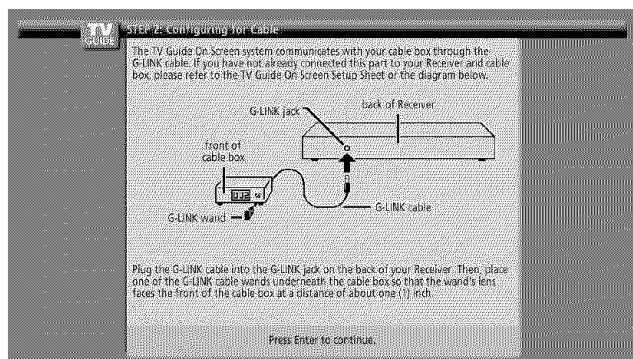 TV
GUIDE
STEP 2: Configuring for Cable
The TV Guide On Screen system communicates with your cable box through the
G-LINK cable. If you have not already connected this part to your Receiver and cable
box, please refer to the TV Guide On Screen Setup Sheet or the diagram below.
G-LINK jack
back of Receiver
front of
cable box
G-LINK wand
G-LINK cable
Plug the G-LINK cable into the G-LINK jack on the back of your Receiver. Then, place
one of the G-LINK cable wands underneath the cable box so that the wand's lens
faces the front of the cable box at a distance of about one (1) inch.
Press Enter to continue.